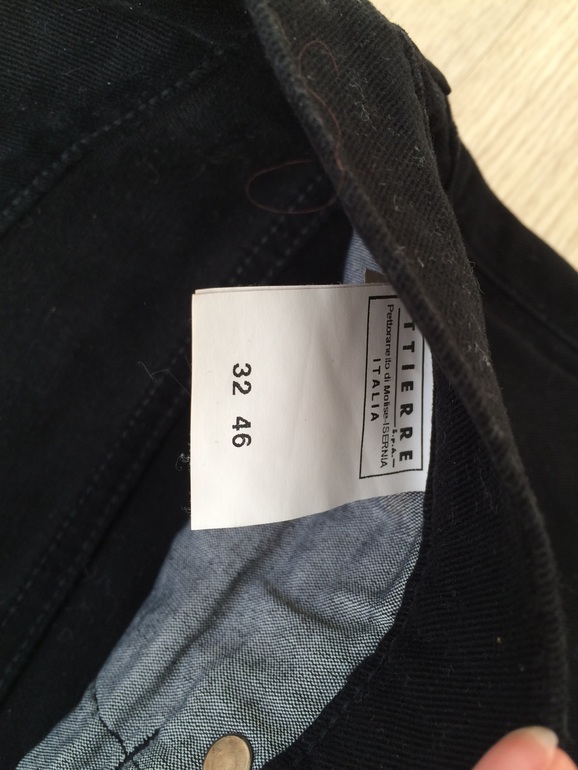 TTIERRE
S.p.A.
Pettoranello di Molise-ISERNIA
ITALIA
32 46